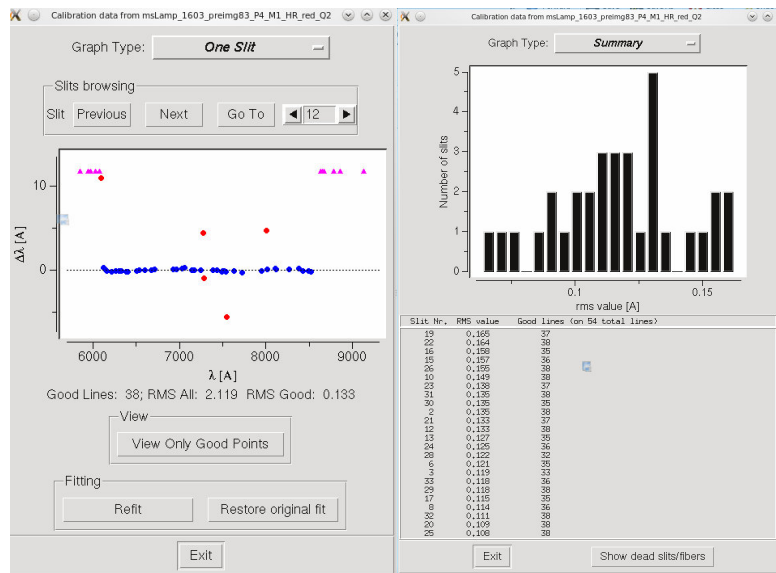 Calibration data from msLamp_1603_preimg83_P4_M1_HR_red_Q2
Graph Type: One Slit
Slits browsing
Slit Previous Next Go To 12
Δλ [A]
10
0
6000 7000 8000 9000
λ [A]
Good Lines: 38; RMS All: 2.119 RMS Good: 0.133
View
View Only Good Points
Fitting
Refit Restore original fit
Exit
Calibration data from msLamp_1603_preimg83_P4_M1_HR_red_Q2
Graph Type: Summary
Number of slits
5
4
3
2
1
0
0.1 0.15
rms value [A]
Slit Nr. RMS value Good lines (on 54 total lines)
19 0.165 37
22 0.164 38
16 0.158 35
15 0.157 36
26 0.155 38
10 0.149 38
23 0.138 37
31 0.135 38
30 0.135 35
2 0.135 38
21 0.133 37
12 0.133 38
13 0.127 35
24 0.125 36
28 0.122 32
6 0.121 35
3 0.119 33
33 0.118 36
29 0.118 38
17 0.115 35
8 0.114 36
32 0.111 38
20 0.109 38
25 0.108 38
Exit Show dead slits/fibers